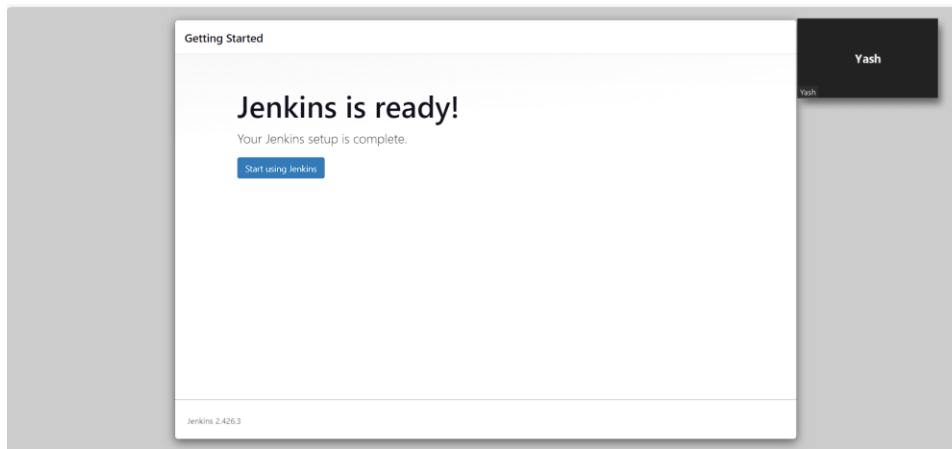 Getting Started
Yash
Yash
Jenkins is ready!
Your Jenkins setup is complete.
Start using Jenkins
Jenkins 2.426.3